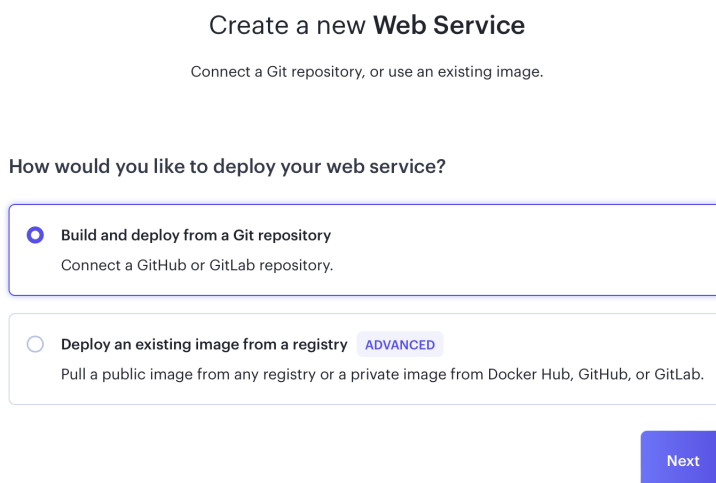 Create a new Web Service
Connect a Git repository, or use an existing image.
How would you like to deploy your web service?
Build and deploy from a Git repository
Connect a GitHub or GitLab repository.
Deploy an existing image from a registry ADVANCED
Pull a public image from any registry or a private image from Docker Hub, GitHub, or GitLab.
Next